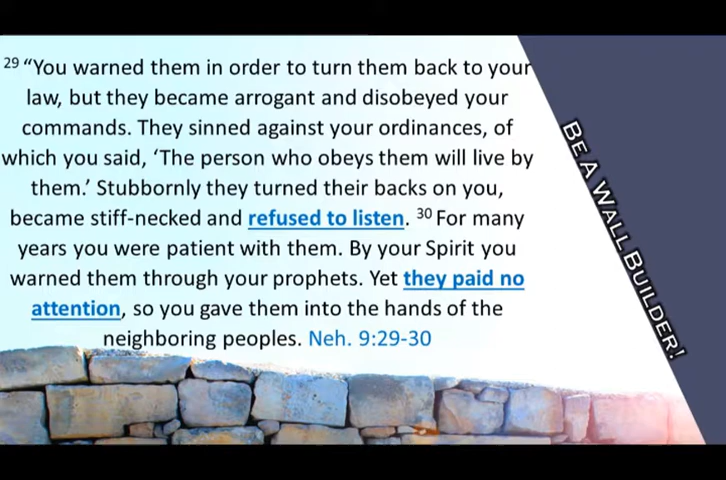 29 “You warned them in order to turn them back to your
law, but they became arrogant and disobeyed your
commands. They sinned against your ordinances, of
which you said, ‘The person who obeys them will live by
them.’ Stubbornly they turned their backs on you,
became stiff-necked and refused to listen. 30 For many
years you were patient with them. By your Spirit you
warned them through your prophets. Yet they paid no
attention, so you gave them into the hands of the
neighboring peoples. Neh. 9:29-30
Be A Wall Builder!